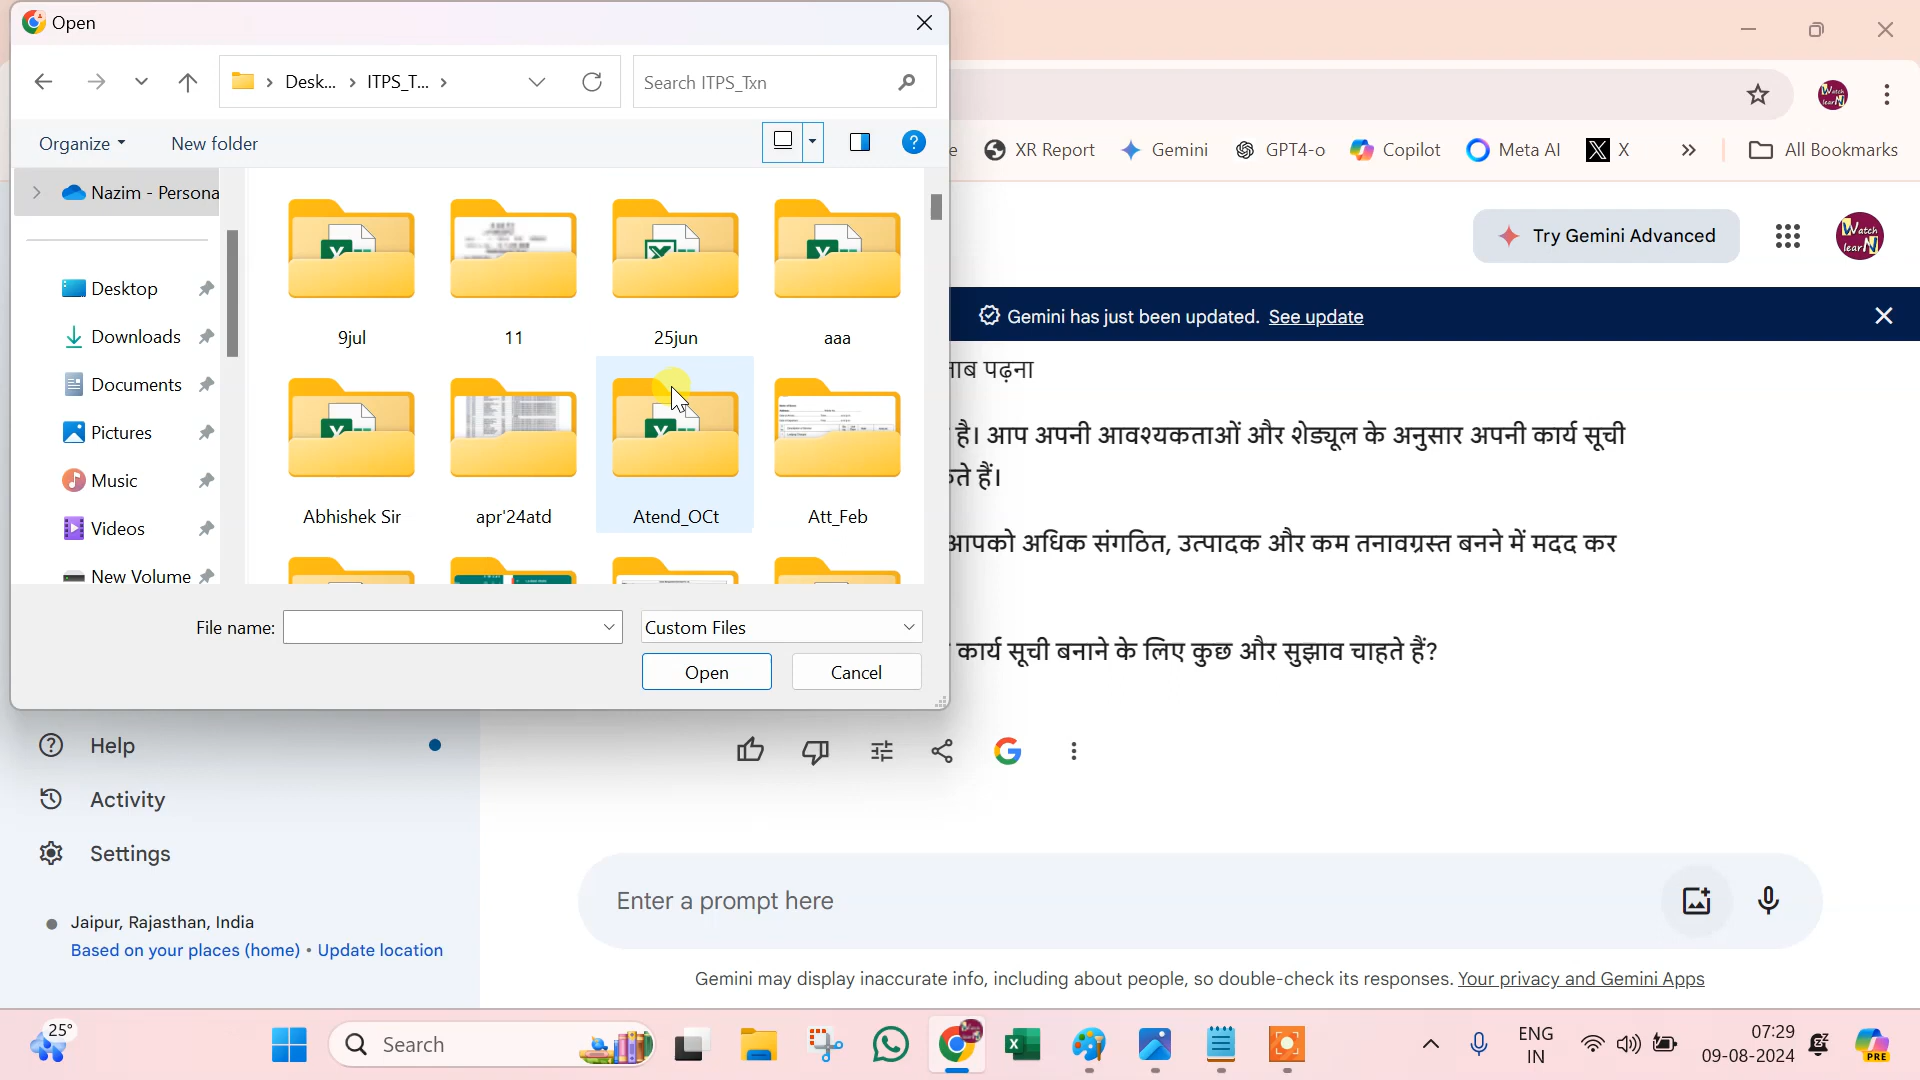 Open
Desk... > ITPS_T... >
Search ITPS_Txn
Organize
New folder
?
Nazim - Persona
Desktop
Downloads
Documents
Pictures
Music
Videos
New Volume
9jul
11
25jun
aaa
Abhishek Sir
apr'24atd
Atend_OCt
Att_Feb
File name:
Custom Files
Open
Cancel
e
XR Report
Gemini
GPT4-o
Copilot
Meta AI
X
»
All Bookmarks
Try Gemini Advanced
Watch
learN
Gemini has just been updated. See update
पढ़ना
है। आप अपनी आवश्यकताओं और शेड्यूल के अनुसार अपनी कार्य सूची
हैं।
आपको अधिक संगठित, उत्पादक और कम तनावग्रस्त बनने में मदद कर
कार्य सूची बनाने के लिए कुछ और सुझाव चाहते हैं?
Help
Activity
Settings
Jaipur, Rajasthan, India
Based on your places (home) • Update location
Enter a prompt here
Gemini may display inaccurate info, including about people, so double-check its responses. Your privacy and Gemini Apps
25°
Search
ENG
IN
07:29
09-08-2024
PRE